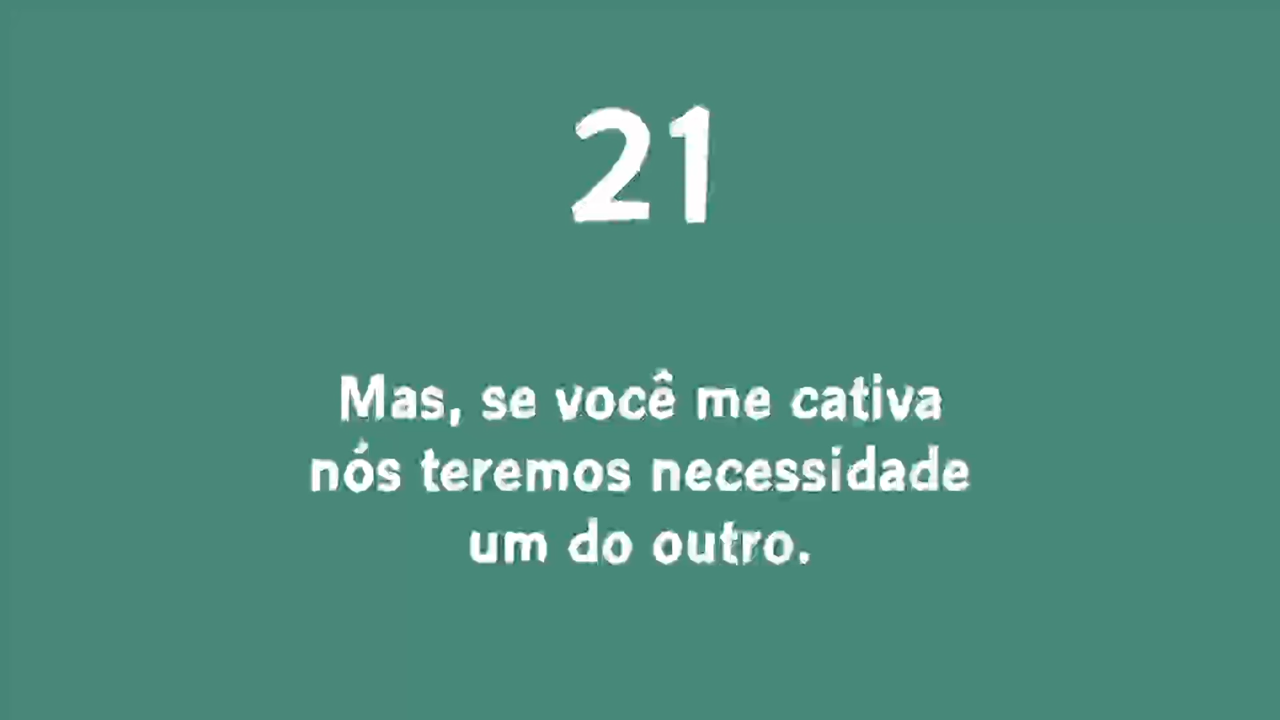 21
Mas, se você me cativa
nós teremos necessidade
um do outro.